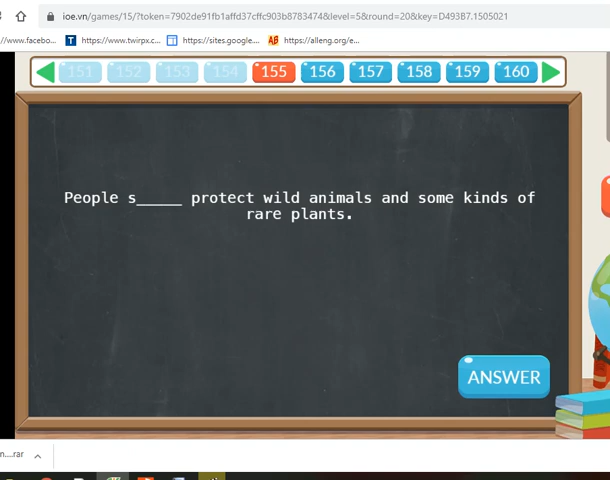 ioe.vn/games/15/?token=7902de91fb1affd37cffc903b8783474&level=5&round=20&key=D493B7.1505021
://www.facebo... T https://www.twirpx.c... https://sites.google.... AB https://alleng.org/e...
151 152 153 154 155 156 157 158 159 160
People s_____ protect wild animals and some kinds of
rare plants.
ANSWER
n....rar